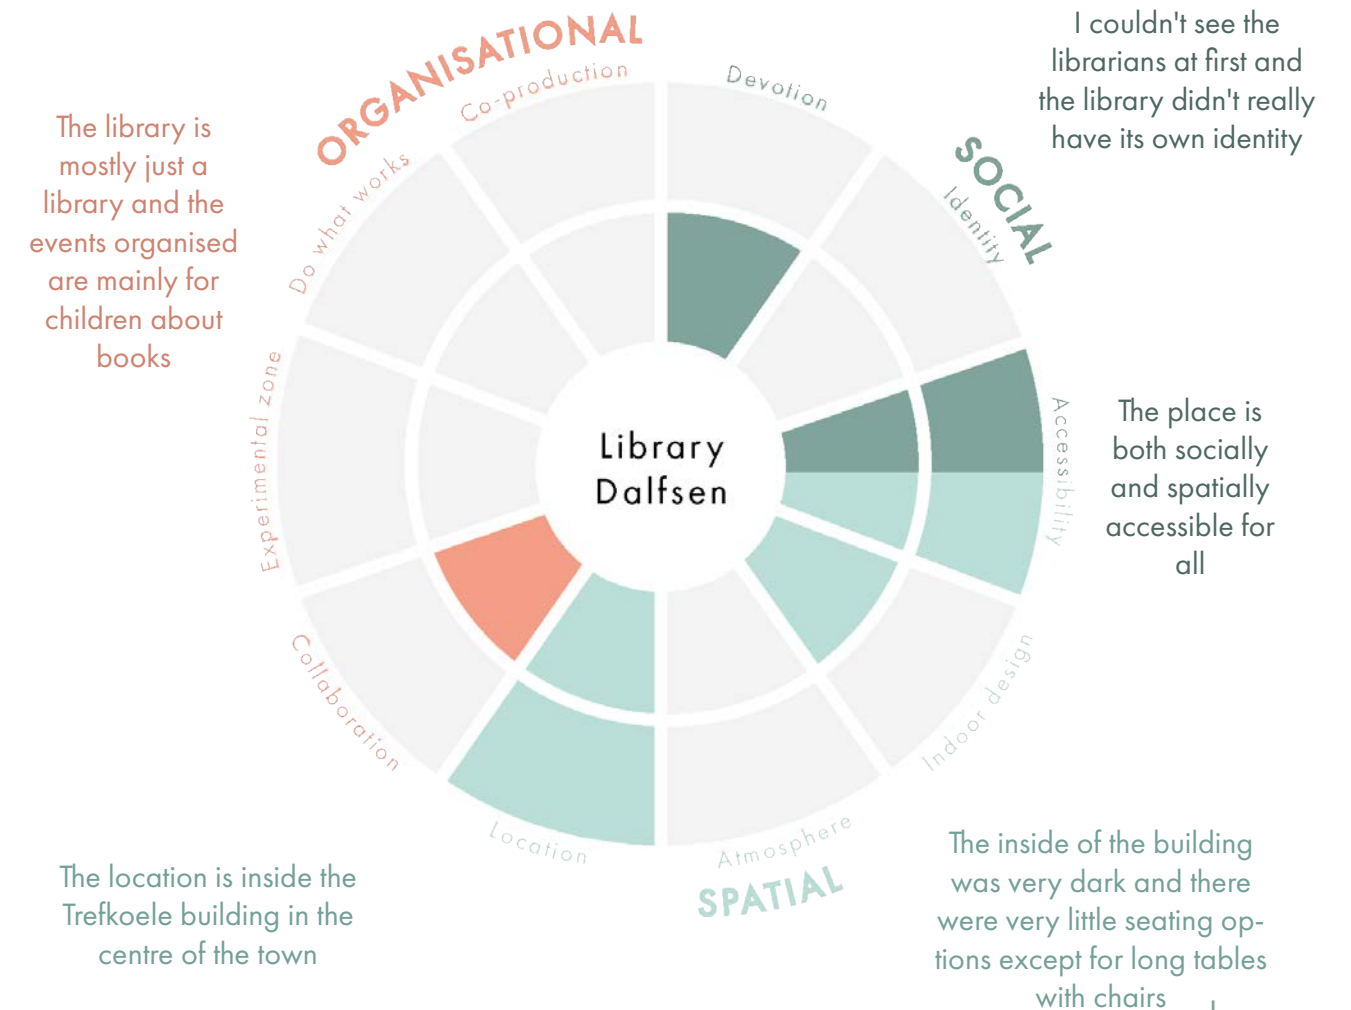 ORGANISATIONAL
Co-production
Devotion
I couldn't see the
librarians at first and
the library didn't really
have its own identity
SOCIAL
Identity
The library is
mostly just a
library and the
events organised
are mainly for
children about
books
Do what works
Experimental zone
Library
Dalfsen
Accessibility
The place is
both socially
and spatially
accessible for
all
Collaboration
Indoor design
Location
Atmosphere
SPATIAL
The location is inside the
Trefkoele building in the
centre of the town
The inside of the building
was very dark and there
were very little seating op-
tions except for long tables
with chairs